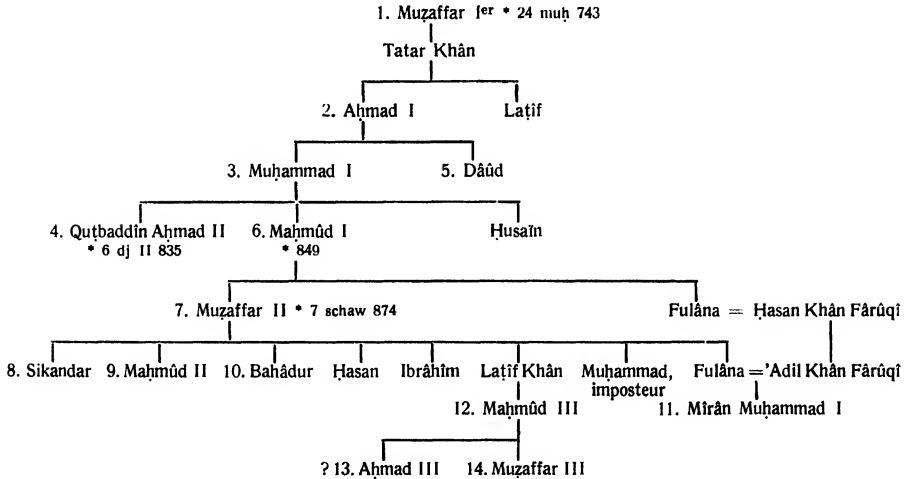 1. Muẓaffar Iᵉʳ * 24 muḥ 743
Tatar Khân
2. Aḥmad I Laṭîf
3. Muḥammad I 5. Dâûd
4. Quṭbaddîn Aḥmad II 6. Maḥmûd I Ḥusaïn
* 6 dj II 835 * 849
7. Muẓaffar II * 7 schaw 874 Fulâna = Ḥasan Khân Fârûqî
8. Sikandar 9. Maḥmûd II 10. Bahâdur Ḥasan Ibrâhîm Laṭîf Khân Muḥammad, Fulâna = 'Adil Khân Fârûqî
imposteur
12. Maḥmûd III 11. Mîrân Muḥammad I
? 13. Aḥmad III 14. Muẓaffar III